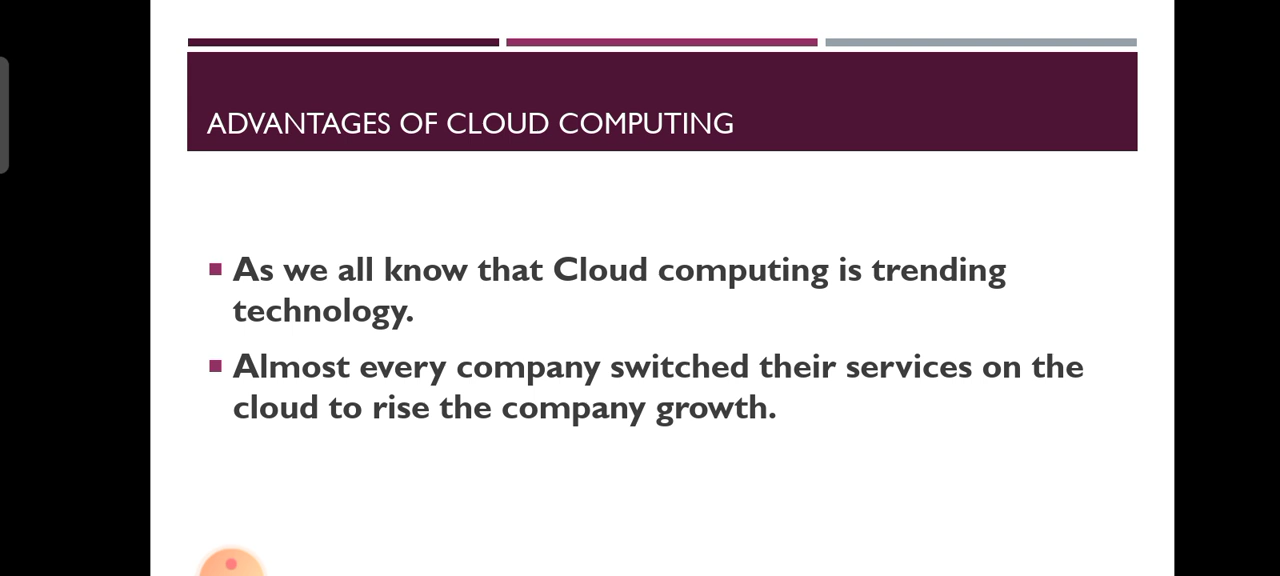 ADVANTAGES OF CLOUD COMPUTING
As we all know that Cloud computing is trending
technology.
Almost every company switched their services on the
cloud to rise the company growth.